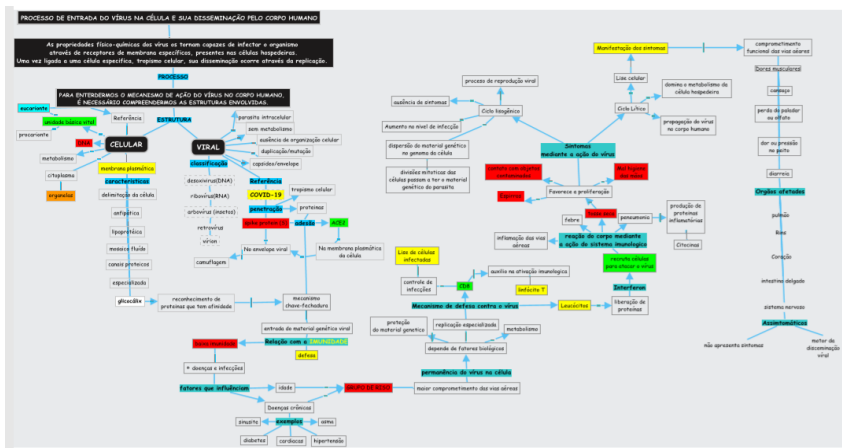 PROCESSO DE ENTRADA DO VÍRUS NA CÉLULA E SUA DISSEMINAÇÃO PELO CORPO HUMANO
As propriedades físico-químicas dos vírus os tornam capazes de infectar o organismo
através de receptores de membrana específicos, presentes nas células hospedeiras.
Uma vez ligado a uma célula específica, tropismo celular, sua disseminação ocorre através da replicação.
PROCESSO
PARA ENTENDERMOS O MECANISMO DE AÇÃO DO VÍRUS NO CORPO HUMANO,
É NECESSÁRIO COMPREENDERMOS AS ESTRUTURAS ENVOLVIDAS.
ESTRUTURA
CELULAR
Referência
eucarionte
unidade básica vital
procarionte
DNA
metabolismo
citoplasma
organelas
membrana plasmática
características
delimitação da célula
anfipática
lipoprotéica
mosaico fluido
canais proteicos
especializada
glicocálix
reconhecimento de
proteinas que tem afinidade
VIRAL
parasita intracelular
sem metabolismo
ausência de organização celular
duplicação/mutação
capsídeo/envelope
classificação
desoxivírus(DNA)
ribovírus(RNA)
arbovírus (insetos)
retrovírus
vírion
Referência
COVID-19
penetração
tropismo celular
proteínas
adesão
ACE2
Na membrana plasmática
da célula
No envelope viral
camuflagem
mecanismo
chave-fechadura
entrada do material genético viral
Relação com a IMUNIDADE
defesa
+ doenças e infecções
fatores que influênciam
idade
GRUPO DE RISCO
Doenças crônicas
exemplos
sinusite
asma
diabetes
cardíacas
hipertensão
maior comprometimento das vias aéreas
permanência do vírus na célula
depende de fatores biológicos
proteção
do material genetico
replicação especializada
metabolismo
Mecanismo de defesa contra o vírus
CD8
controle de
infecções
Lise de células
infectadas
auxilia na ativação imunologica
linfócito T
Leucócitos
liberação de
proteínas
Interferon
recruta células
para atacar o vírus
reação do corpo mediante
a ação do sistema imunologico
inflamação das vias
aéreas
febre
pensamento
produção de
proteinas
inflamatórias
Citocinas
Favorece a proliferação
Sintomas
mediante a ação do vírus
Ciclo lisogênico
processo de reprodução viral
ausência de sintomas
Aumento no nivel de infecção
dispersão do material genético
no genoma da célula
divisões mitoticas das
células passam a ter o material
genético do parasita
Ciclo Lítico
Lise celular
Manifestação dos sintomas
domina o metabolismo da
célula hospedeira
propagação do vírus
no corpo humano
comprometimento
funcional das vias aéreas
Dores musculares
cansaço
perda do paladar
ou olfato
dor ou pressão
no peito
diarreia
Orgãos afetados
pulmão
Rins
Coração
intestino delgado
sistema nervoso
Assintomáticos
não apresenta sintomas
motor da
disseminação
viral